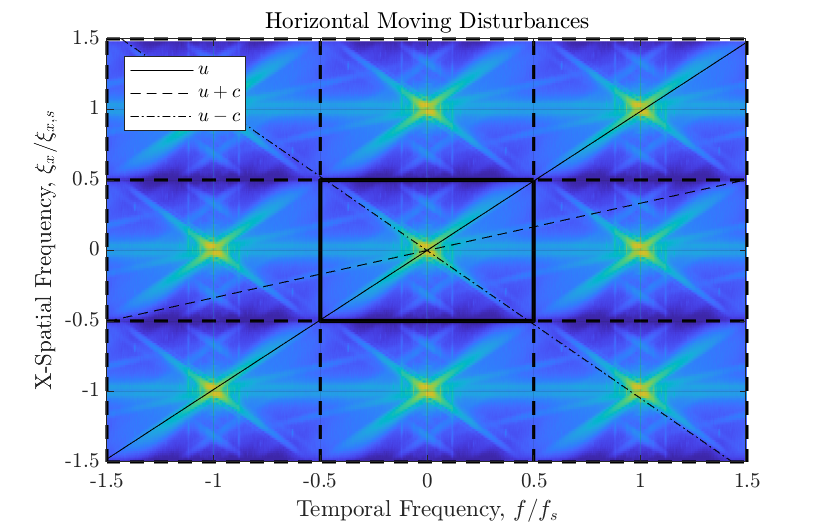 Horizontal Moving Disturbances
1.5
u
u + c
u − c
1
0.5
0
-0.5
-1
-1.5
X-Spatial Frequency, ξx/ξx,s
-1.5 -1 -0.5 0 0.5 1 1.5
Temporal Frequency, f/fs